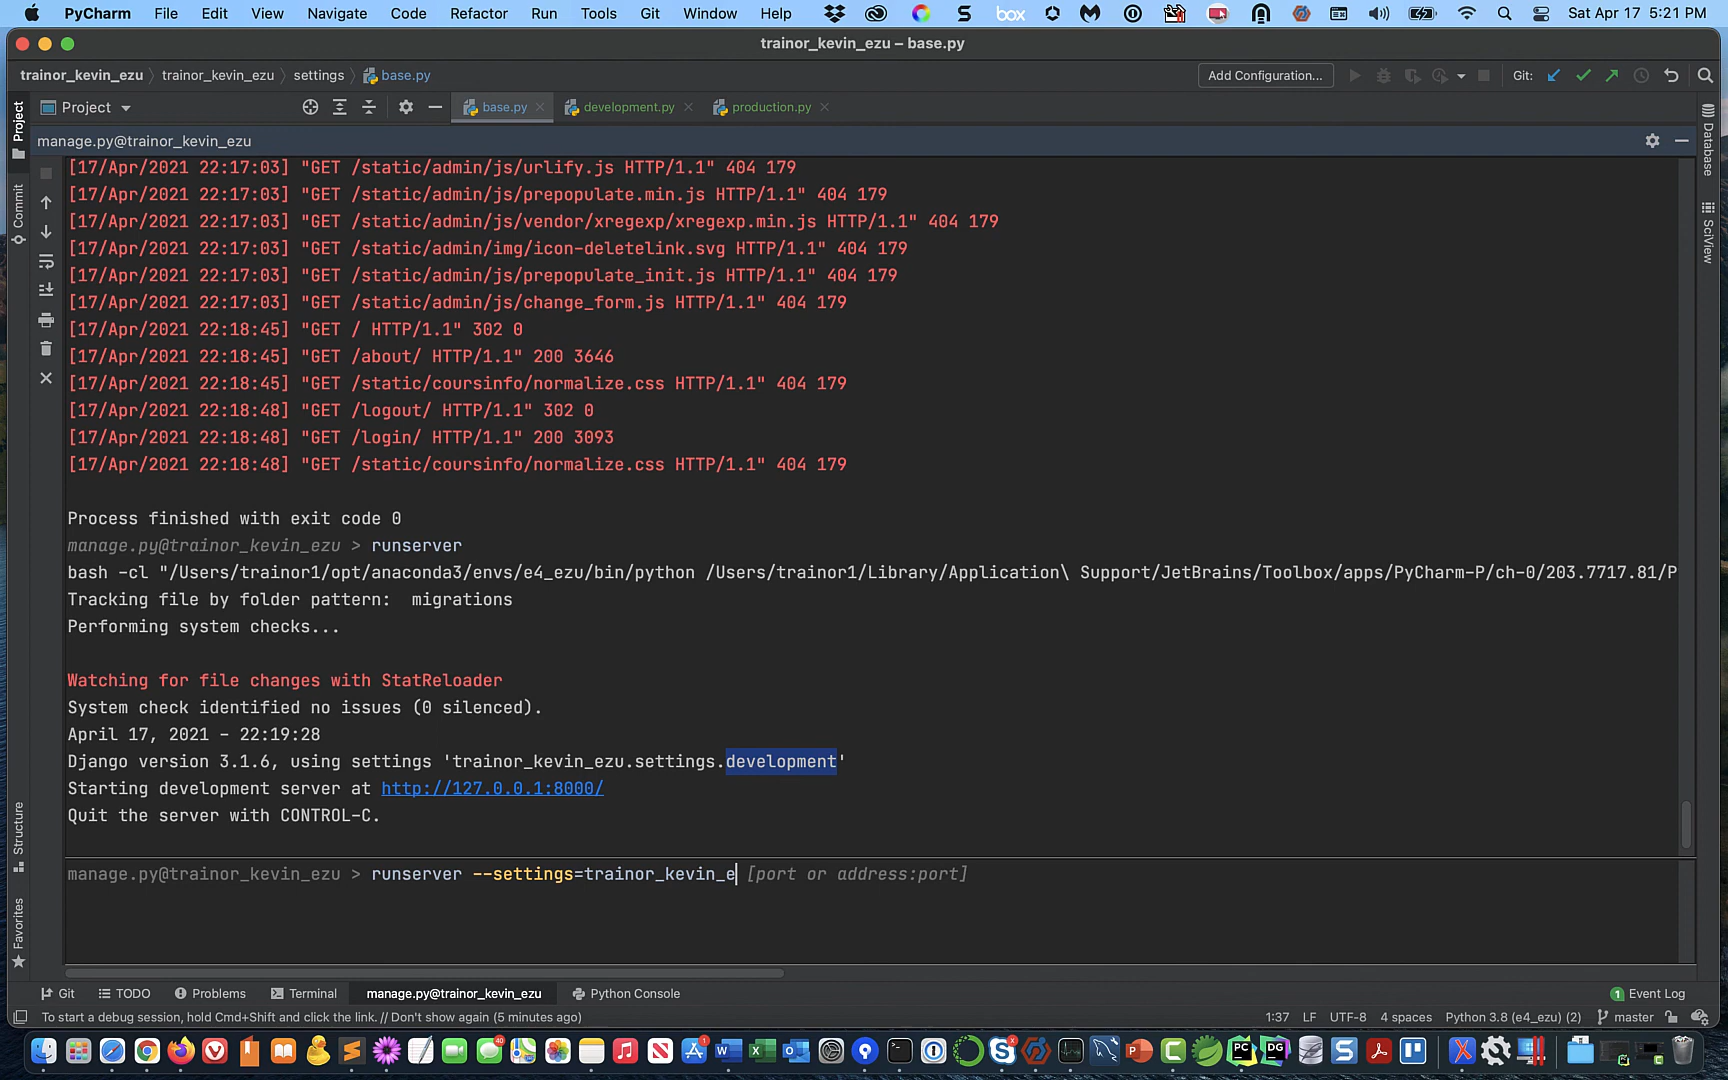 PyCharm File Edit View Navigate Code Refactor Run Tools Git Window Help box Sat Apr 17 5:21 PM
trainor_kevin_ezu – base.py
trainor_kevin_ezu trainor_kevin_ezu settings base.py Add Configuration... Git:
Project base.py development.py production.py
manage.py@trainor_kevin_ezu
[17/Apr/2021 22:17:03] "GET /static/admin/js/urlify.js HTTP/1.1" 404 179
[17/Apr/2021 22:17:03] "GET /static/admin/js/prepopulate.min.js HTTP/1.1" 404 179
[17/Apr/2021 22:17:03] "GET /static/admin/js/vendor/xregexp/xregexp.min.js HTTP/1.1" 404 179
[17/Apr/2021 22:17:03] "GET /static/admin/img/icon-deletelink.svg HTTP/1.1" 404 179
[17/Apr/2021 22:17:03] "GET /static/admin/js/prepopulate_init.js HTTP/1.1" 404 179
[17/Apr/2021 22:17:03] "GET /static/admin/js/change_form.js HTTP/1.1" 404 179
[17/Apr/2021 22:18:45] "GET / HTTP/1.1" 302 0
[17/Apr/2021 22:18:45] "GET /about/ HTTP/1.1" 200 3646
[17/Apr/2021 22:18:45] "GET /static/coursinfo/normalize.css HTTP/1.1" 404 179
[17/Apr/2021 22:18:48] "GET /logout/ HTTP/1.1" 302 0
[17/Apr/2021 22:18:48] "GET /login/ HTTP/1.1" 200 3093
[17/Apr/2021 22:18:48] "GET /static/coursinfo/normalize.css HTTP/1.1" 404 179
Process finished with exit code 0
manage.py@trainor_kevin_ezu > runserver
bash -cl "/Users/trainor1/opt/anaconda3/envs/e4_ezu/bin/python /Users/trainor1/Library/Application\ Support/JetBrains/Toolbox/apps/PyCharm-P/ch-0/203.7717.81/P
Tracking file by folder pattern:  migrations
Performing system checks...
Watching for file changes with StatReloader
System check identified no issues (0 silenced).
April 17, 2021 - 22:19:28
Django version 3.1.6, using settings 'trainor_kevin_ezu.settings.development'
Starting development server at http://127.0.0.1:8000/
Quit the server with CONTROL-C.
manage.py@trainor_kevin_ezu > runserver --settings=trainor_kevin_e [port or address:port]
Project
Commit
Structure
Favorites
Database
SciView
Git TODO Problems Terminal manage.py@trainor_kevin_ezu Python Console 1 Event Log
To start a debug session, hold Cmd+Shift and click the link. // Don't show again (5 minutes ago) 1:37 LF UTF-8 4 spaces Python 3.8 (e4_ezu) (2) master